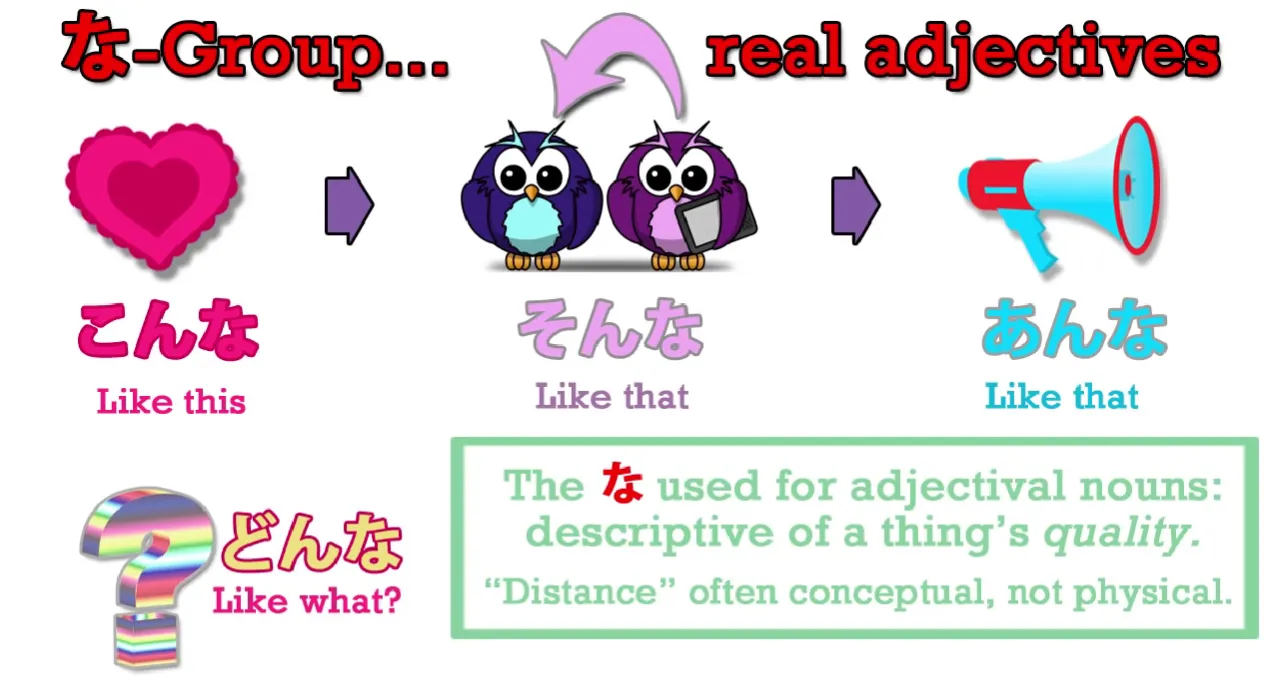 な-Group... real adjectives
こんな
Like this
そんな
Like that
あんな
Like that
どんな
Like what?
The な used for adjectival nouns:
descriptive of a thing’s quality.
“Distance” often conceptual, not physical.